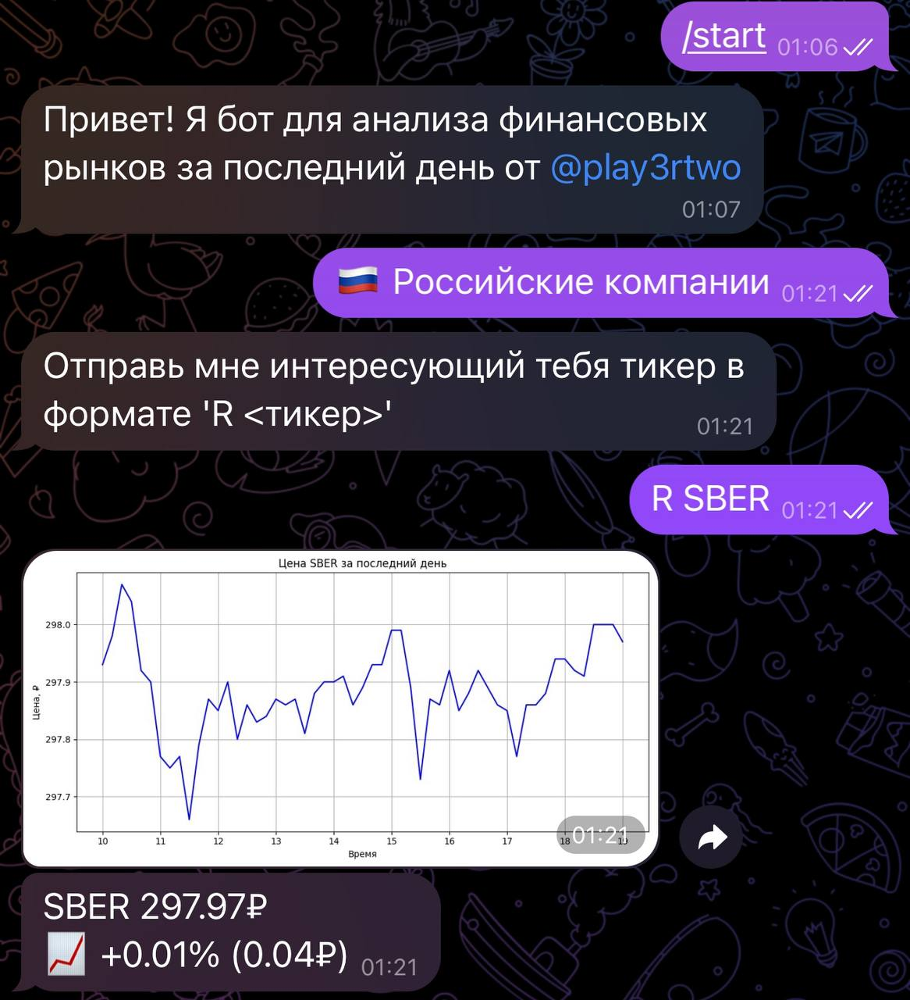 /start 01:06
Привет! Я бот для анализа финансовых
рынков за последний день от @play3rtwo
01:07
🇷🇺 Российские компании 01:21
Отправь мне интересующий тебя тикер в
формате 'R <тикер>'
01:21
R SBER 01:21
Цена SBER за последний день
Цена, ₽
298.0
297.9
297.8
297.7
10 11 12 13 14 15 16 17 18 19
Время
01:21
SBER 297.97₽
📈 +0.01% (0.04₽) 01:21